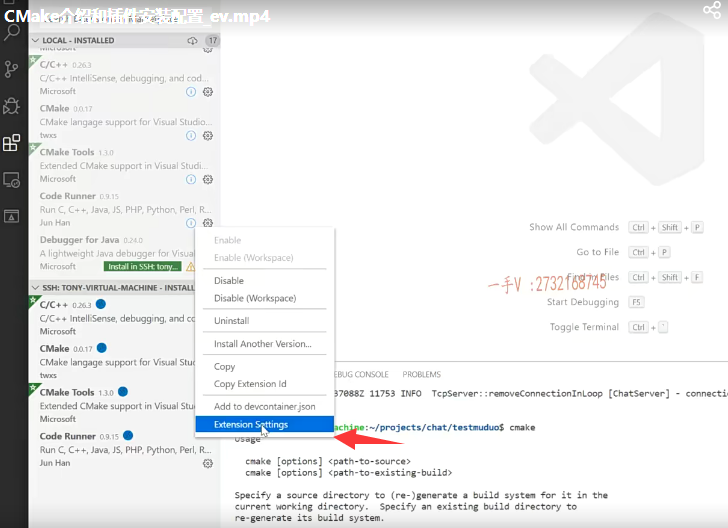 CMake介绍和插件安装配置_ev.mp4
LOCAL - INSTALLED
17
C/C++ 0.26.3
C/C++ IntelliSense, debugging, and cod...
Microsoft
CMake 0.0.17
CMake langage support for Visual Studio...
twxs
CMake Tools 1.3.0
Extended CMake support in Visual Studio...
Microsoft
Code Runner 0.9.15
Run C, C++, Java, JS, PHP, Python, Perl, R...
Jun Han
Debugger for Java 0.24.0
A lightweight Java debugger for Visual
Microsoft
Install in SSH: tony...
SSH: TONY-VIRTUAL-MACHINE - INSTALL
C/C++ 0.26.3
C/C++ IntelliSense, debugging,
Microsoft
CMake 0.0.17
CMake langage support for Visual
twxs
CMake Tools 1.3.0
Extended CMake support in Visual
Microsoft
Code Runner 0.9.15
Run C, C++, Java, JS, PHP, Python, Perl, R...
Jun Han
Enable
Enable (Workspace)
Disable
Disable (Workspace)
Uninstall
Install Another Version...
Copy
Copy Extension Id
Add to devcontainer.json
Extension Settings
Show All Commands Ctrl + Shift + P
Go to File Ctrl + P
Find in Files Ctrl + Shift + F
一手V :2732168745
Start Debugging F5
Toggle Terminal Ctrl + `
EBUG CONSOLE PROBLEMS
37088Z 11753 INFO TcpServer::removeConnectionInLoop [ChatServer] - connectio
achine:~/projects/chat/testmuduo$ cmake
Usage
cmake [options] <path-to-source>
cmake [options] <path-to-existing-build>
Specify a source directory to (re-)generate a build system for it in the
current working directory. Specify an existing build directory to
re-generate its build system.